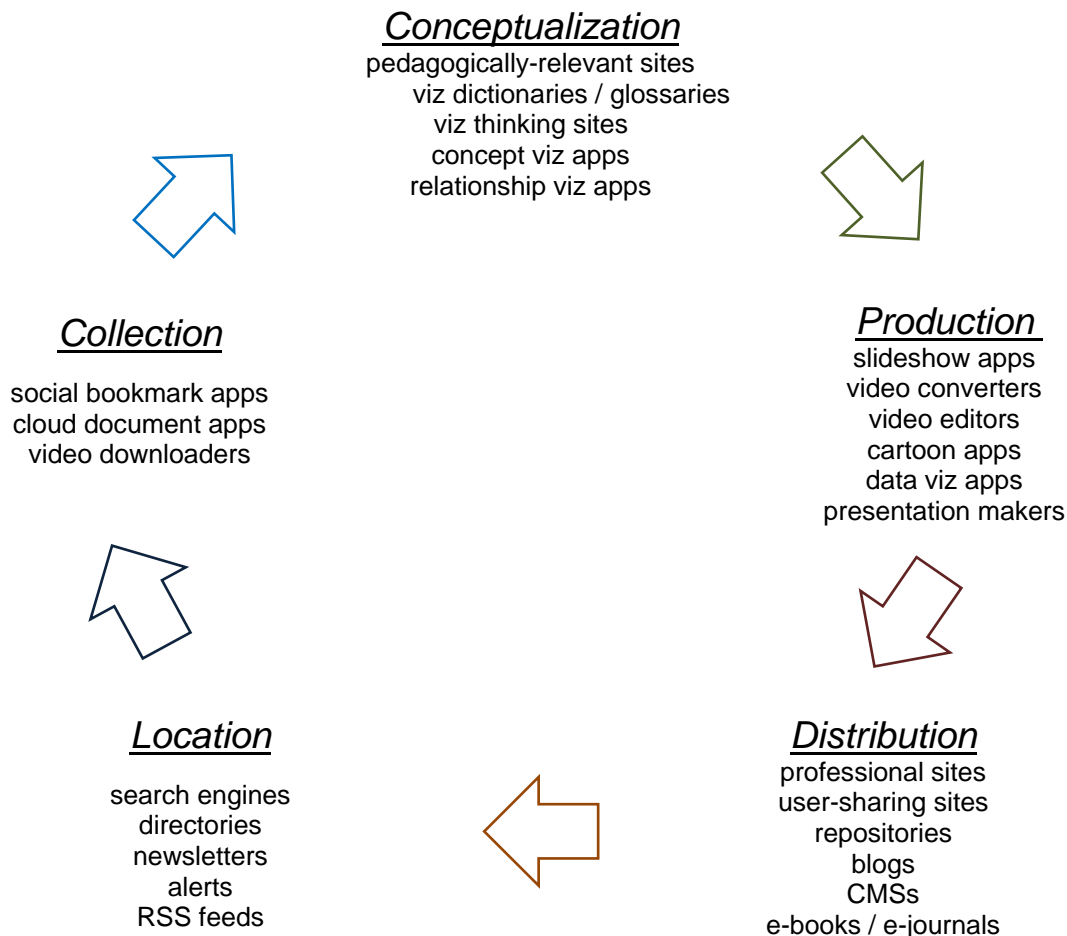 Conceptualization
pedagogically-relevant sites
viz dictionaries / glossaries
viz thinking sites
concept viz apps
relationship viz apps
Production
slideshow apps
video converters
video editors
cartoon apps
data viz apps
presentation makers
Distribution
professional sites
user-sharing sites
repositories
blogs
CMSs
e-books / e-journals
Location
search engines
directories
newsletters
alerts
RSS feeds
Collection
social bookmark apps
cloud document apps
video downloaders